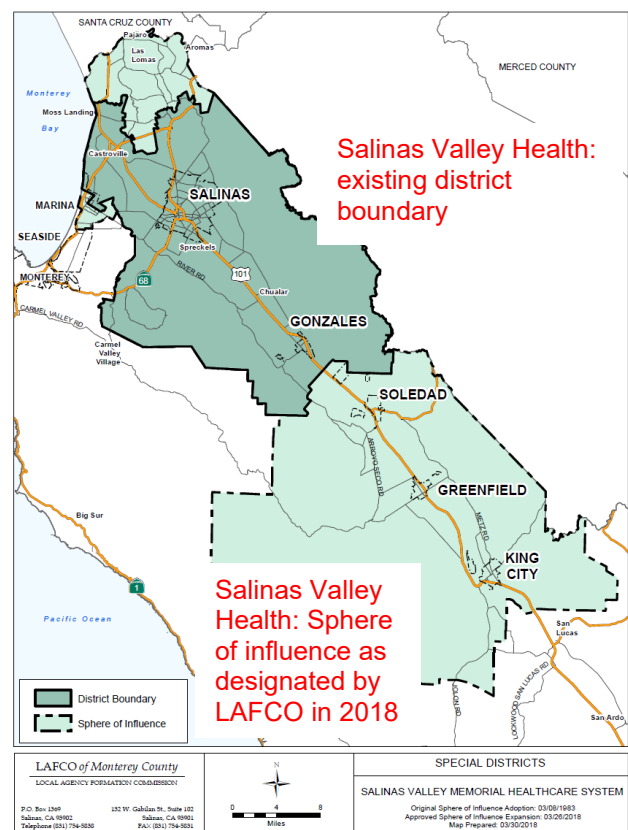 SANTA CRUZ COUNTY
Pajaro
Las
Lomas
Aromas
MERCED COUNTY
Monterey
Bay
Moss Landing
Castroville
Salinas Valley Health:
existing district
boundary
MARINA
SALINAS
SEASIDE
Spreckels
MONTEREY
RIVER RD
101
68
Chualar
CARMEL VALLEY RD
GONZALES
Carmel
Valley
Village
SOLEDAD
ARROYO SECO RD
GREENFIELD
METZ RD
Big Sur
KING
CITY
1
Salinas Valley
Health: Sphere
of influence as
designated by
LAFCO in 2018
Pacific Ocean
San
Lucas
JOLON RD
LOCKWOOD SAN LUCAS RD
San Ardo
District Boundary
Sphere of Influence
LAFCO of Monterey County
LOCAL AGENCY FORMATION COMMISSION
P.O. Box 1369
Salinas, CA 93902
Telephone (831) 754-5838
132 W. Gabilan St., Suite 102
Salinas, CA 93901
FAX (831) 754-5831
0 4 8
Miles
SPECIAL DISTRICTS
SALINAS VALLEY MEMORIAL HEALTHCARE SYSTEM
Original Sphere of Influence Adoption: 03/08/1983
Approved Sphere of Influence Expansion: 03/26/2018
Map Prepared: 03/30/2018